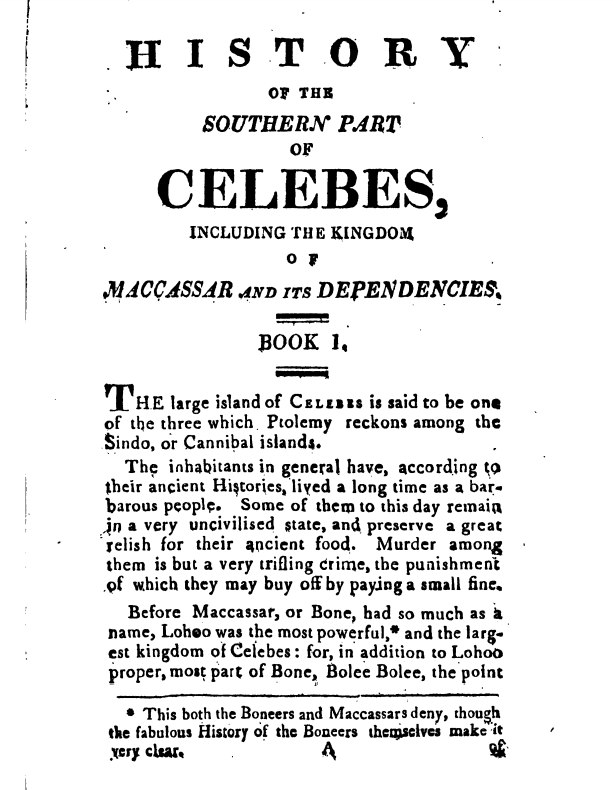 HISTORY
OF THE
SOUTHERN PART
OF
CELEBES,
INCLUDING THE KINGDOM
OF
MACCASSAR AND ITS DEPENDENCIES.
BOOK 1.
THE large island of CELEBES is said to be one
of the three which Ptolemy reckons among the
Sindo, or Cannibal islands.
The inhabitants in general have, according to
their ancient Histories, lived a long time as a bar-
barous people. Some of them to this day remain
in a very uncivilised state, and preserve a great
relish for their ancient food. Murder among
them is but a very trifling crime, the punishment
of which they may buy off by paying a small fine.
Before Maccassar, or Bone, had so much as a
name, Lohoo was the most powerful,* and the larg-
est kingdom of Celebes: for, in addition to Lohoo
proper, most part of Bone, Bolee Bolee, the point
* This both the Boneers and Maccassars deny, though
the fabulous History of the Boneers themselves make it
very clear.
A
of